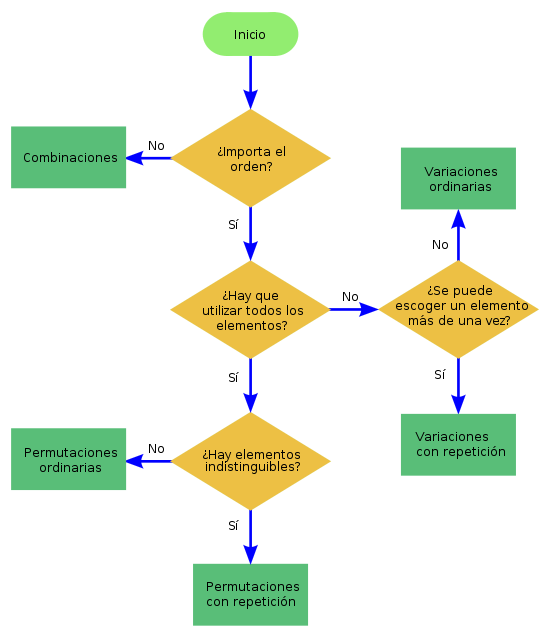 Inicio
¿Importa el
orden?
No
Combinaciones
Sí
¿Hay que
utilizar todos los
elementos?
No
¿Se puede
escoger un elemento
más de una vez?
No
Variaciones
ordinarias
Sí
Variaciones
con repetición
Sí
¿Hay elementos
indistinguibles?
No
Permutaciones
ordinarias
Sí
Permutaciones
con repetición